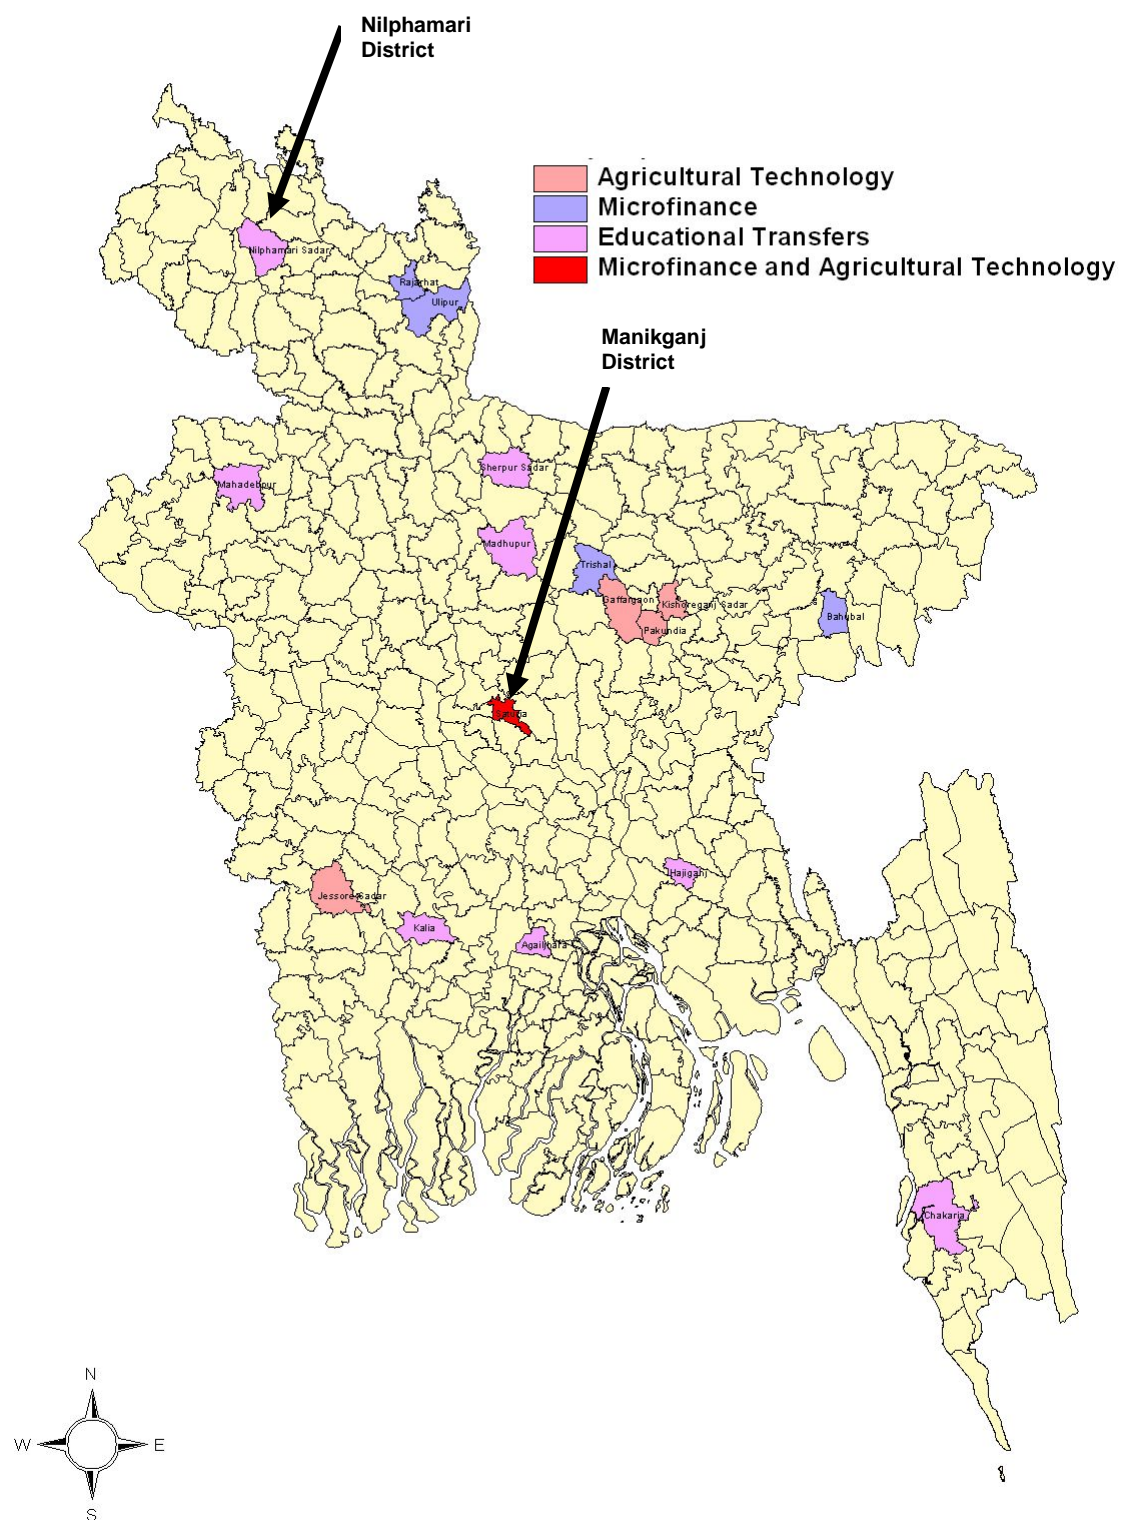 Nilphamari
District
Agricultural Technology
Microfinance
Educational Transfers
Microfinance and Agricultural Technology
Nilphamari Sadar
Rajarhat
Ulipur
Manikganj
District
Sherpur Sadar
Mahadebpur
Madhupur
Trishal
Gaffargaon
Kishoreganj Sadar
Bahubal
Pakundia
Hajiganj
Jessore Sadar
Kalia
Chakaria
N
W
E
S